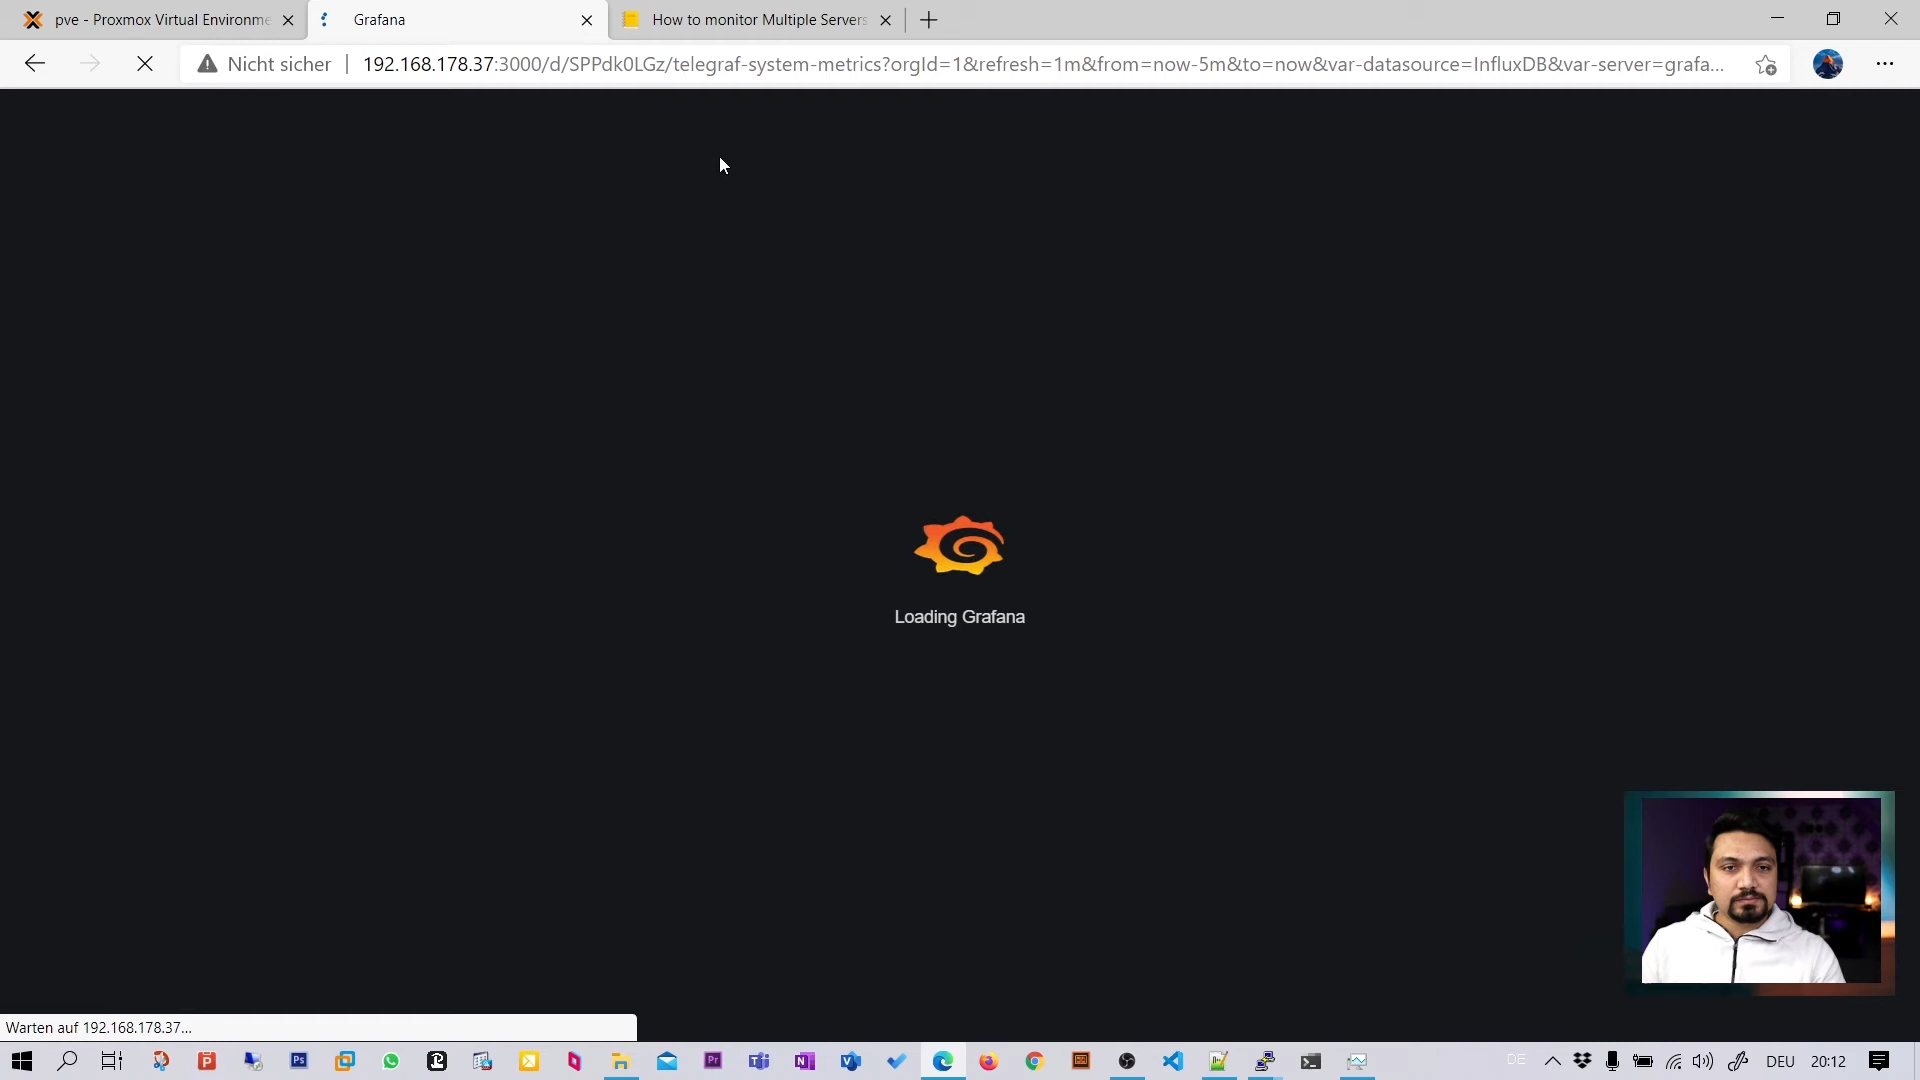 pve - Proxmox Virtual Environme
Grafana
How to monitor Multiple Servers
Nicht sicher
192.168.178.37:3000/d/SPPdk0LGz/telegraf-system-metrics?orgId=1&refresh=1m&from=now-5m&to=now&var-datasource=InfluxDB&var-server=grafa...
Loading Grafana
Warten auf 192.168.178.37...
DE
DEU
20:12